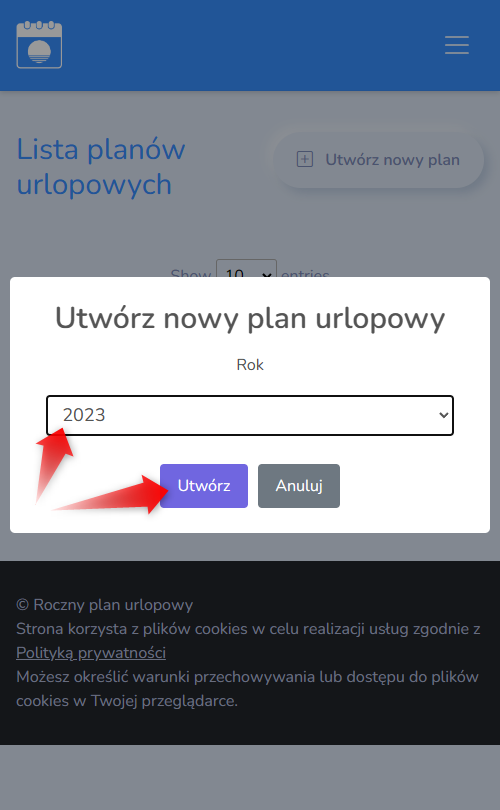 Lista planów
urlopowych
Utwórz nowy plan
Show 10 entries
Utwórz nowy plan urlopowy
Rok
2023
Utwórz
Anuluj
© Roczny plan urlopowy
Strona korzysta z plików cookies w celu realizacji usług zgodnie z
Polityką prywatności
Możesz określić warunki przechowywania lub dostępu do plików
cookies w Twojej przeglądarce.